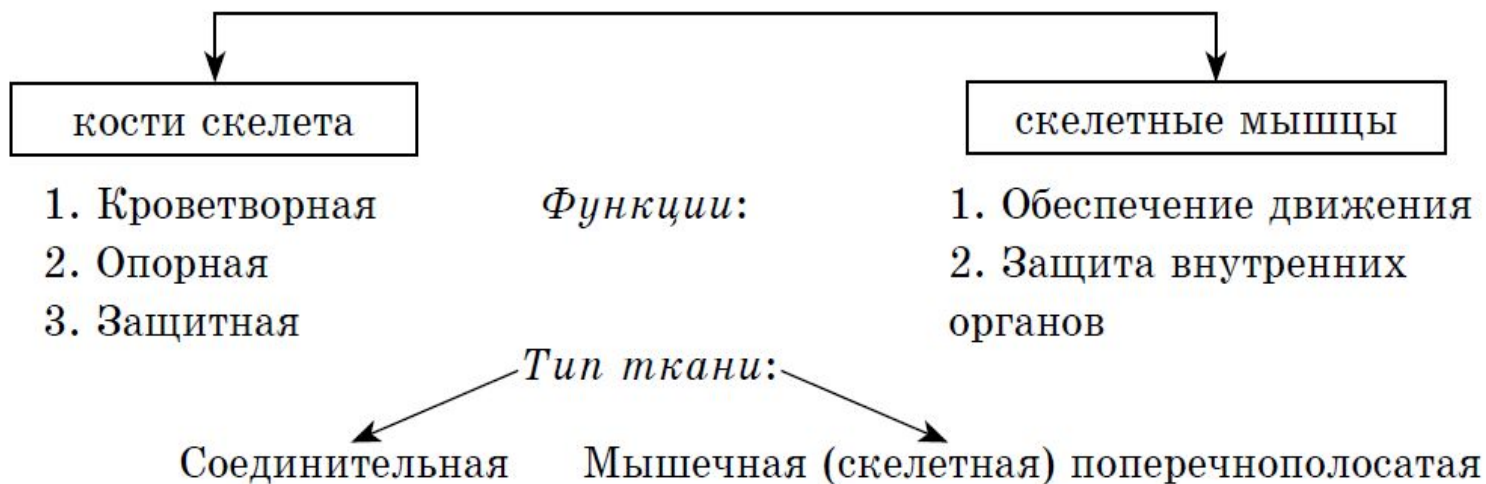 кости скелета
скелетные мышцы
1. Кроветворная
2. Опорная
3. Защитная
Функции:
1. Обеспечение движения
2. Защита внутренних
органов
Тип ткани:
Соединительная
Мышечная (скелетная) поперечнополосатая